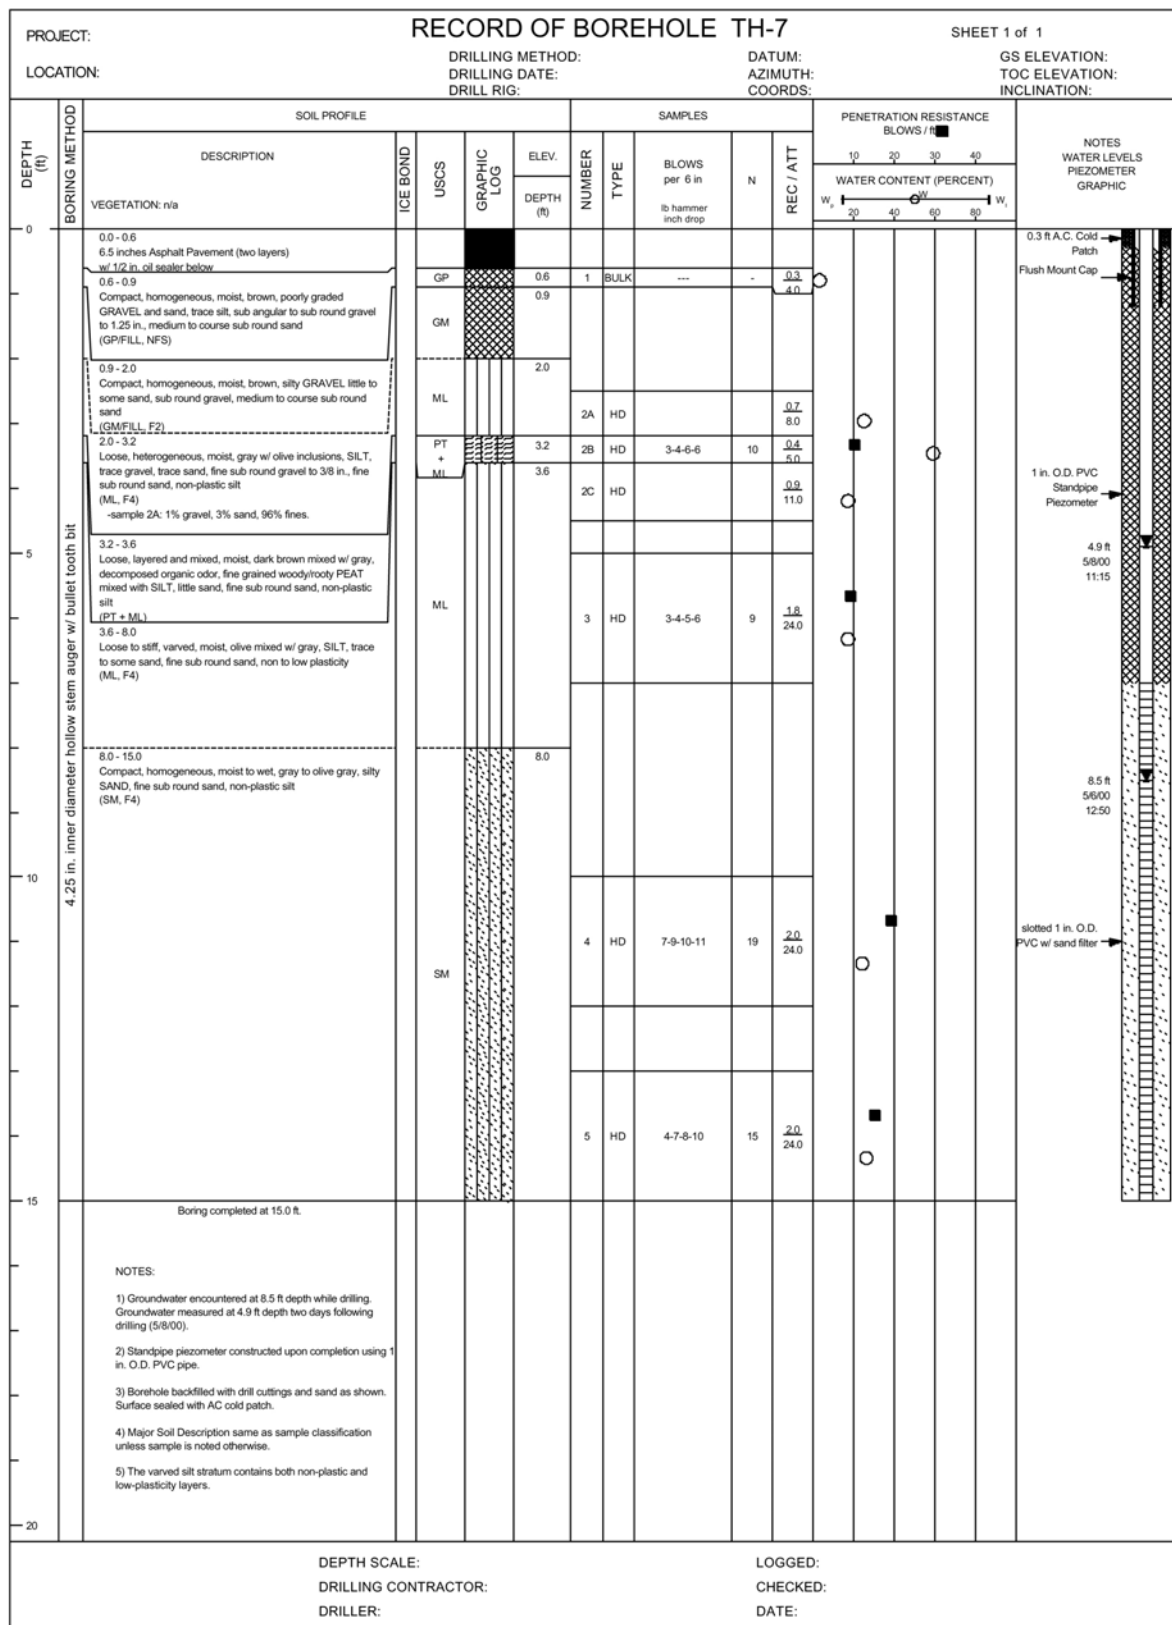 PROJECT:
RECORD OF BOREHOLE TH-7
SHEET 1 of 1
LOCATION:
DRILLING METHOD:
DRILLING DATE:
DRILL RIG:
DATUM:
AZIMUTH:
COORDS:
GS ELEVATION:
TOC ELEVATION:
INCLINATION:
DEPTH
(ft)
BORING METHOD
SOIL PROFILE
DESCRIPTION
VEGETATION: n/a
ICE BOND
USCS
GRAPHIC
LOG
ELEV.
DEPTH
(ft)
SAMPLES
NUMBER
TYPE
BLOWS
per 6 in
lb hammer
inch drop
N
REC / ATT
PENETRATION RESISTANCE
BLOWS / ft
10 20 30 40
WATER CONTENT (PERCENT)
Wp W Wl
20 40 60 80
NOTES
WATER LEVELS
PIEZOMETER
GRAPHIC
0
5
10
15
20
4.25 in. inner diameter hollow stem auger w/ bullet tooth bit
0.0 - 0.6
6.5 inches Asphalt Pavement (two layers)
w/ 1/2 in. oil sealer below
0.6 - 0.9
Compact, homogeneous, moist, brown, poorly graded
GRAVEL and sand, trace silt, sub angular to sub round gravel
to 1.25 in., medium to course sub round sand
(GP/FILL, NFS)
0.9 - 2.0
Compact, homogeneous, moist, brown, silty GRAVEL little to
some sand, sub round gravel, medium to course sub round
sand
(GM/FILL, F2)
2.0 - 3.2
Loose, heterogeneous, moist, gray w/ olive inclusions, SILT,
trace gravel, trace sand, fine sub round gravel to 3/8 in., fine
sub round sand, non-plastic silt
(ML, F4)
-sample 2A: 1% gravel, 3% sand, 96% fines.
3.2 - 3.6
Loose, layered and mixed, moist, dark brown mixed w/ gray,
decomposed organic odor, fine grained woody/rooty PEAT
mixed with SILT, little sand, fine sub round sand, non-plastic
silt
(PT + ML)
3.6 - 8.0
Loose to stiff, varved, moist, olive mixed w/ gray, SILT, trace
to some sand, fine sub round sand, non to low plasticity
(ML, F4)
8.0 - 15.0
Compact, homogeneous, moist to wet, gray to olive gray, silty
SAND, fine sub round sand, non-plastic silt
(SM, F4)
GP
GM
ML
PT
+
ML
ML
SM
0.6
0.9
2.0
3.2
3.6
8.0
1 BULK --- - 0.3
4.0
2A HD 0.7
8.0
2B HD 3-4-6-6 10 0.4
5.0
2C HD 0.9
11.0
3 HD 3-4-5-6 9 1.8
24.0
4 HD 7-9-10-11 19 2.0
24.0
5 HD 4-7-8-10 15 2.0
24.0
0.3 ft A.C. Cold
Patch
Flush Mount Cap
1 in. O.D. PVC
Standpipe
Piezometer
4.9 ft
5/8/00
11:15
8.5 ft
5/6/00
12:50
slotted 1 in. O.D.
PVC w/ sand filter
Boring completed at 15.0 ft.
NOTES:
1) Groundwater encountered at 8.5 ft depth while drilling.
Groundwater measured at 4.9 ft depth two days following
drilling (5/8/00).
2) Standpipe piezometer constructed upon completion using 1
in. O.D. PVC pipe.
3) Borehole backfilled with drill cuttings and sand as shown.
Surface sealed with AC cold patch.
4) Major Soil Description same as sample classification
unless sample is noted otherwise.
5) The varved silt stratum contains both non-plastic and
low-plasticity layers.
DEPTH SCALE:
DRILLING CONTRACTOR:
DRILLER:
LOGGED:
CHECKED:
DATE: